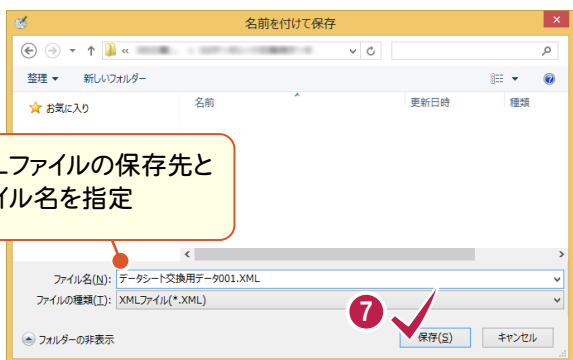 名前を付けて保存
整理 ▼ 新しいフォルダー
お気に入り
名前 更新日時 種類
Lファイルの保存先と
イル名を指定
ファイル名(N): データシート交換用データ001.XML
ファイルの種類(T): XMLファイル(*.XML)
7
フォルダーの非表示 保存(S) キャンセル